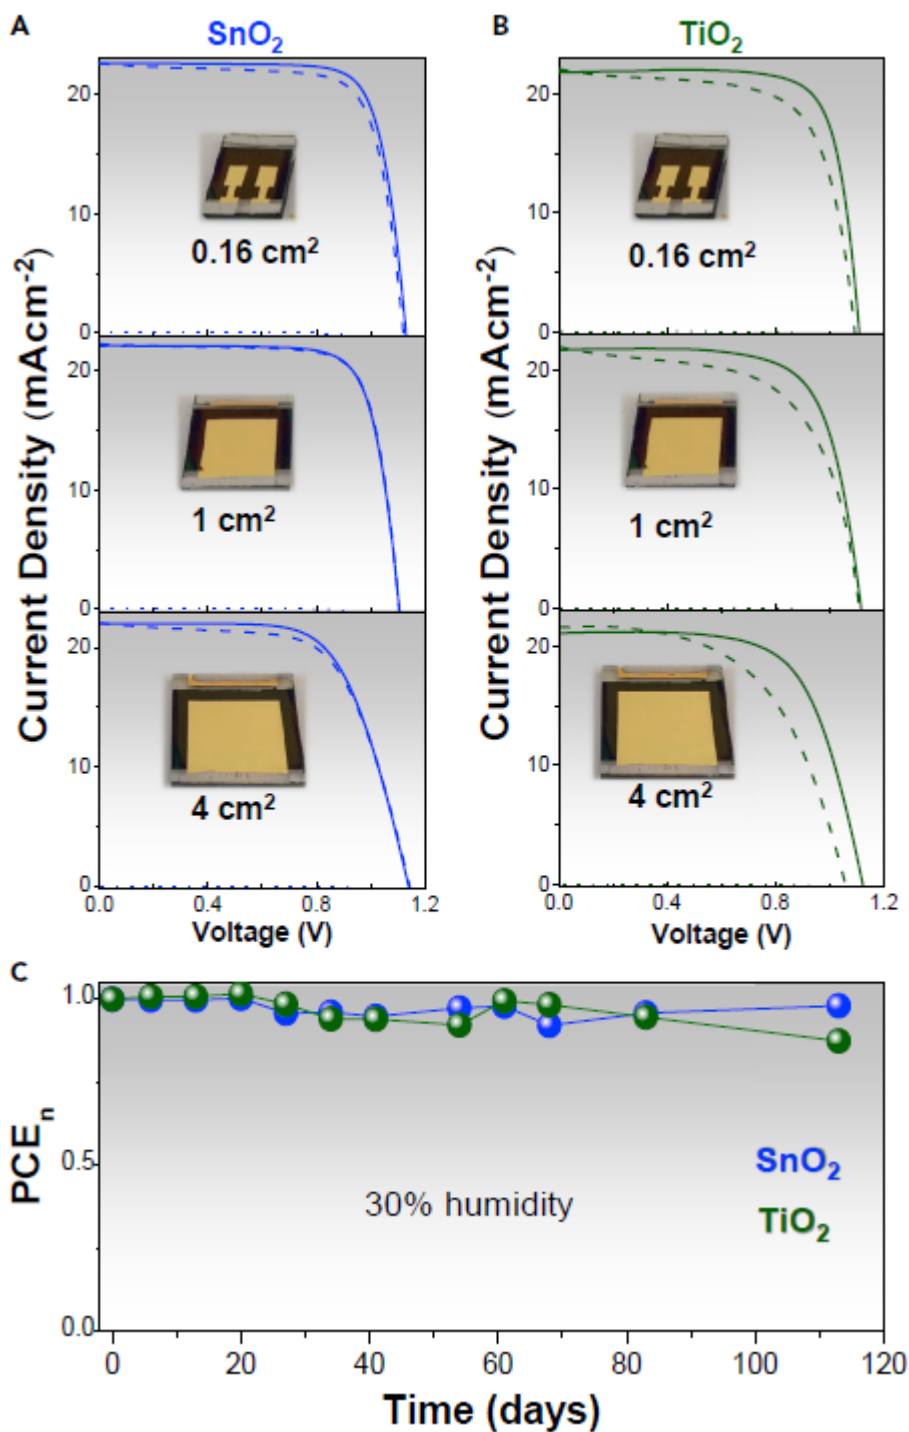 A
SnO₂
20
10
0
0.16 cm²
20
10
0
1 cm²
20
10
0
4 cm²
0.0 0.4 0.8 1.2
Voltage (V)
Current Density (mAcm⁻²)
B
TiO₂
20
10
0
0.16 cm²
20
10
0
1 cm²
20
10
0
4 cm²
0.0 0.4 0.8 1.2
Voltage (V)
Current Density (mAcm⁻²)
C
1.0
0.5
0.0
PCEₙ
SnO₂
30% humidity
TiO₂
0 20 40 60 80 100 120
Time (days)